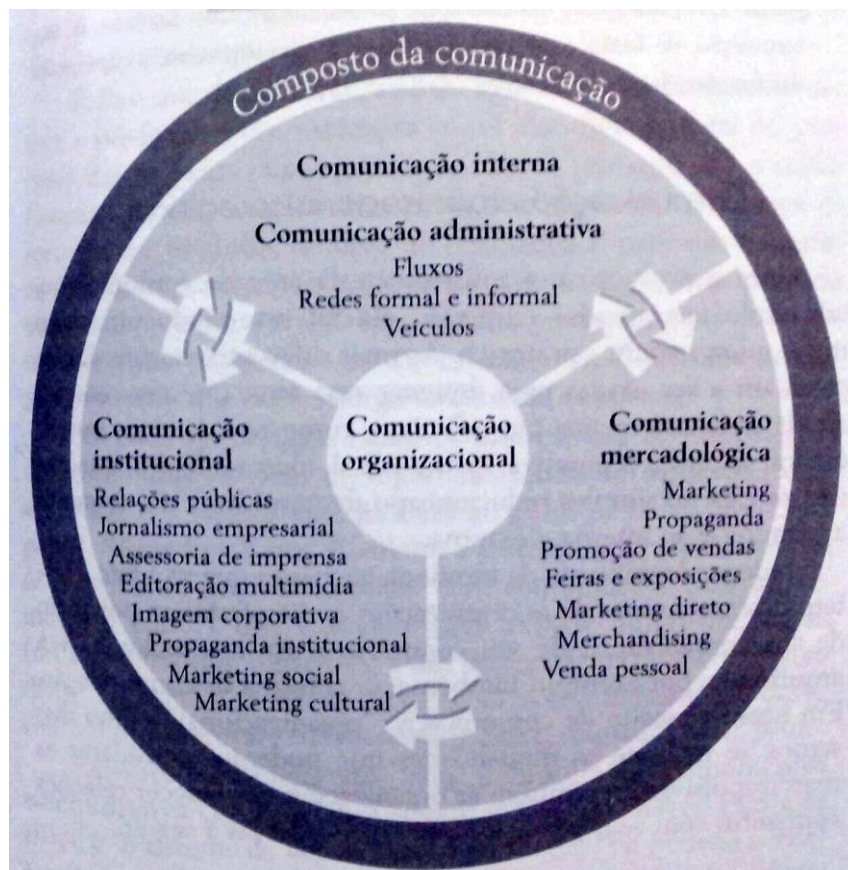 Composto da comunicação
Comunicação interna
Comunicação administrativa
Fluxos
Redes formal e informal
Veículos
Comunicação
institucional
Relações públicas
Jornalismo empresarial
Assessoria de imprensa
Editoração multimídia
Imagem corporativa
Propaganda institucional
Marketing social
Marketing cultural
Comunicação
organizacional
Comunicação
mercadológica
Marketing
Propaganda
Promoção de vendas
Feiras e exposições
Marketing direto
Merchandising
Venda pessoal